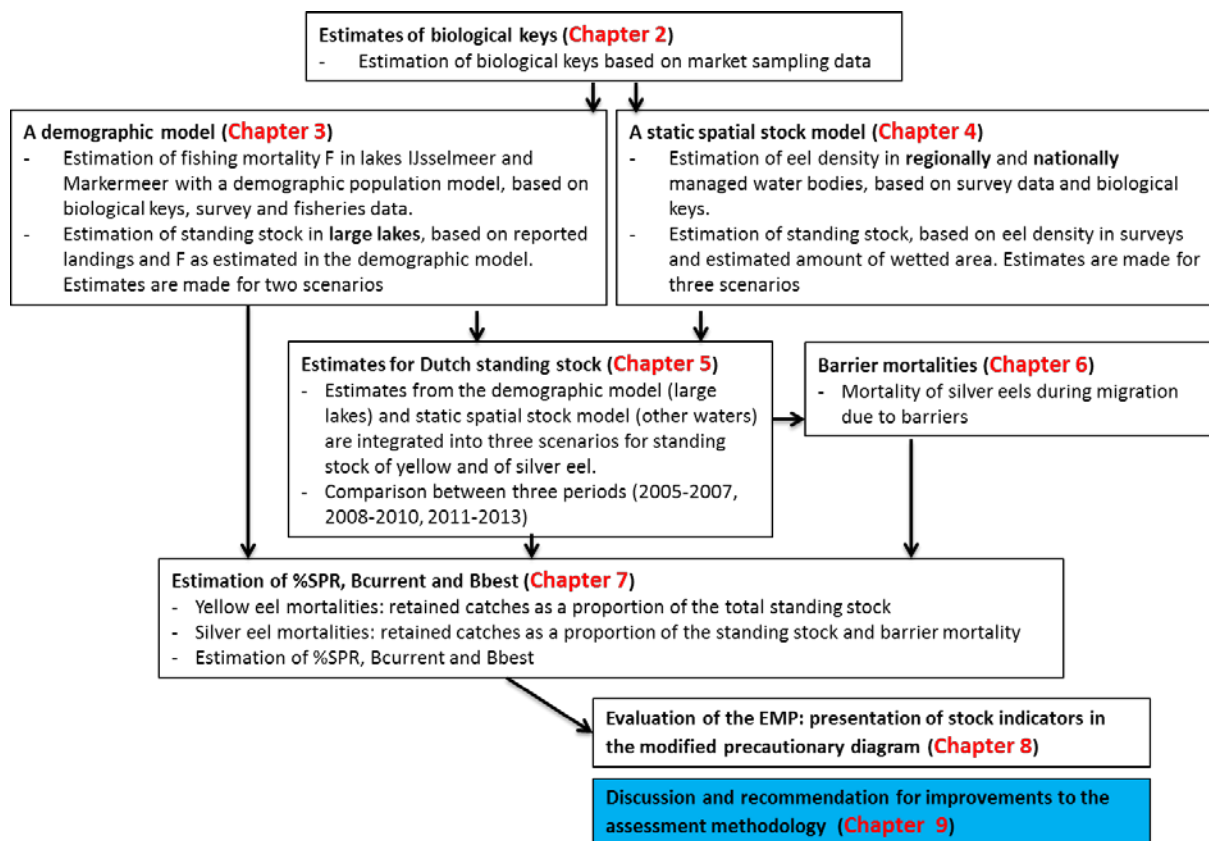 Estimates of biological keys (Chapter 2)
- Estimation of biological keys based on market sampling data
A demographic model (Chapter 3)
- Estimation of fishing mortality F in lakes IJsselmeer and
Markermeer with a demographic population model, based on
biological keys, survey and fisheries data.
- Estimation of standing stock in large lakes, based on reported
landings and F as estimated in the demographic model.
Estimates are made for two scenarios
A static spatial stock model (Chapter 4)
- Estimation of eel density in regionally and nationally
managed water bodies, based on survey data and biological
keys.
- Estimation of standing stock, based on eel density in surveys
and estimated amount of wetted area. Estimates are made for
three scenarios
Estimates for Dutch standing stock (Chapter 5)
- Estimates from the demographic model (large
lakes) and static spatial stock model (other waters)
are integrated into three scenarios for standing
stock of yellow and of silver eel.
- Comparison between three periods (2005-2007,
2008-2010, 2011-2013)
Barrier mortalities (Chapter 6)
- Mortality of silver eels during migration
due to barriers
Estimation of %SPR, Bcurrent and Bbest (Chapter 7)
- Yellow eel mortalities: retained catches as a proportion of the total standing stock
- Silver eel mortalities: retained catches as a proportion of the standing stock and barrier mortality
- Estimation of %SPR, Bcurrent and Bbest
Evaluation of the EMP: presentation of stock indicators in
the modified precautionary diagram (Chapter 8)
Discussion and recommendation for improvements to the
assessment methodology (Chapter 9)